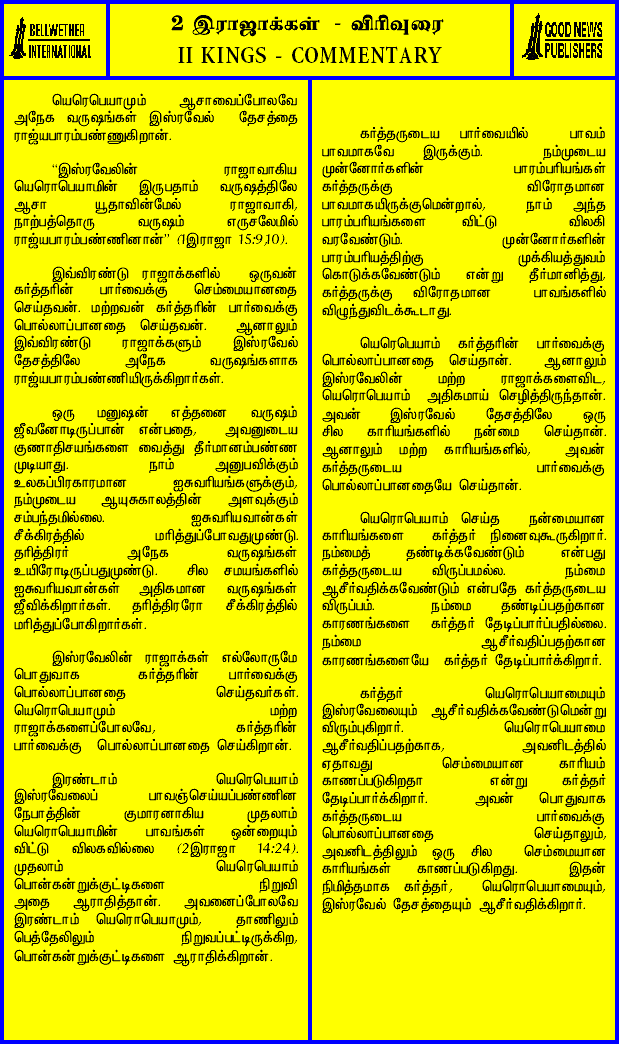 BELLWETHER
INTERNATIONAL
2 இராஜாக்கள் - விரிவுரை
II KINGS - COMMENTARY
GOOD NEWS
PUBLISHERS
யெரெபெயாமும் ஆசாவைப்போலவே
அநேக வருஷங்கள் இஸ்ரவேல் தேசத்தை
ராஜ்யபாரம்பண்ணுகிறான்.
“இஸ்ரவேலின் ராஜாவாகிய
யெரொபெயாமின் இருபதாம் வருஷத்திலே
ஆசா யூதாவின்மேல் ராஜாவாகி,
நாற்பத்தொரு வருஷம் எருசலேமில்
ராஜ்யபாரம்பண்ணினான்” (1இராஜா 15:9,10).
இவ்விரண்டு ராஜாக்களில் ஒருவன்
கர்த்தரின் பார்வைக்கு செம்மையானதை
செய்தவன். மற்றவன் கர்த்தரின் பார்வைக்கு
பொல்லாப்பானதை செய்தவன். ஆனாலும்
இவ்விரண்டு ராஜாக்களும் இஸ்ரவேல்
தேசத்திலே அநேக வருஷங்களாக
ராஜ்யபாரம்பண்ணியிருக்கிறார்கள்.
ஒரு மனுஷன் எத்தனை வருஷம்
ஜீவனோடிருப்பான் என்பதை, அவனுடைய
குணாதிசயங்களை வைத்து தீர்மானம்பண்ண
முடியாது. நாம் அனுபவிக்கும்
உலகப்பிரகாரமான ஐசுவரியங்களுக்கும்,
நம்முடைய ஆயுசுகாலத்தின் அளவுக்கும்
சம்பந்தமில்லை. ஐசுவரியவான்கள்
சீக்கிரத்தில் மரித்துப்போவதுமுண்டு.
தரித்திரர் அநேக வருஷங்கள்
உயிரோடிருப்பதுமுண்டு. சில சமயங்களில்
ஐசுவரியவான்கள் அதிகமான வருஷங்கள்
ஜீவிக்கிறார்கள். தரித்திரரோ சீக்கிரத்தில்
மரித்துப்போகிறார்கள்.
இஸ்ரவேலின் ராஜாக்கள் எல்லோருமே
பொதுவாக கர்த்தரின் பார்வைக்கு
பொல்லாப்பானதை செய்தவர்கள்.
யெரொபெயாமும் மற்ற
ராஜாக்களைப்போலவே, கர்த்தரின்
பார்வைக்கு பொல்லாப்பானதை செய்கிறான்.
இரண்டாம் யெரெபெயாம்
இஸ்ரவேலைப் பாவஞ்செய்யப்பண்ணின
நேபாத்தின் குமாரனாகிய முதலாம்
யெரொபெயாமின் பாவங்கள் ஒன்றையும்
விட்டு விலகவில்லை (2இராஜா 14:24).
முதலாம் யெரெபெயாம்
பொன்கன்றுக்குட்டிகளை நிறுவி
அதை ஆராதித்தான். அவனைப்போலவே
இரண்டாம் யெரொபெயாமும், தாணிலும்
பெத்தேலிலும் நிறுவப்பட்டிருக்கிற,
பொன்கன்றுக்குட்டிகளை ஆராதிக்கிறான்.
கர்த்தருடைய பார்வையில் பாவம்
பாவமாகவே இருக்கும். நம்முடைய
முன்னோர்களின் பாரம்பரியங்கள்
கர்த்தருக்கு விரோதமான
பாவமாகயிருக்குமென்றால், நாம் அந்த
பாரம்பரியங்களை விட்டு விலகி
வரவேண்டும். முன்னோர்களின்
பாரம்பரியத்திற்கு முக்கியத்துவம்
கொடுக்கவேண்டும் என்று தீர்மானித்து,
கர்த்தருக்கு விரோதமான பாவங்களில்
விழுந்துவிடக்கூடாது.
யெரெபெயாம் கர்த்தரின் பார்வைக்கு
பொல்லாப்பானதை செய்தான். ஆனாலும்
இஸ்ரவேலின் மற்ற ராஜாக்களைவிட,
யெரொபெயாம் அதிகமாய் செழித்திருந்தான்.
அவன் இஸ்ரவேல் தேசத்திலே ஒரு
சில காரியங்களில் நன்மை செய்தான்.
ஆனாலும் மற்ற காரியங்களில், அவன்
கர்த்தருடைய பார்வைக்கு
பொல்லாப்பானதையே செய்தான்.
யெரொபெயாம் செய்த நன்மையான
காரியங்களை கர்த்தர் நினைவுகூருகிறார்.
நம்மைத் தண்டிக்கவேண்டும் என்பது
கர்த்தருடைய விருப்பமல்ல. நம்மை
ஆசீர்வதிக்கவேண்டும் என்பதே கர்த்தருடைய
விருப்பம். நம்மை தண்டிப்பதற்கான
காரணங்களை கர்த்தர் தேடிப்பார்ப்பதில்லை.
நம்மை ஆசீர்வதிப்பதற்கான
காரணங்களையே கர்த்தர் தேடிப்பார்க்கிறார்.
கர்த்தர் யெரொபெயாமையும்
இஸ்ரவேலையும் ஆசீர்வதிக்கவேண்டுமென்று
விரும்புகிறார். யெரொபெயாமை
ஆசீர்வதிப்பதற்காக, அவனிடத்தில்
ஏதாவது செம்மையான காரியம்
காணப்படுகிறதா என்று கர்த்தர்
தேடிப்பார்க்கிறார். அவன் பொதுவாக
கர்த்தருடைய பார்வைக்கு
பொல்லாப்பானதை செய்தாலும்,
அவனிடத்திலும் ஒரு சில செம்மையான
காரியங்கள் காணப்படுகிறது. இதன்
நிமித்தமாக கர்த்தர், யெரொபெயாமையும்,
இஸ்ரவேல் தேசத்தையும் ஆசீர்வதிக்கிறார்.